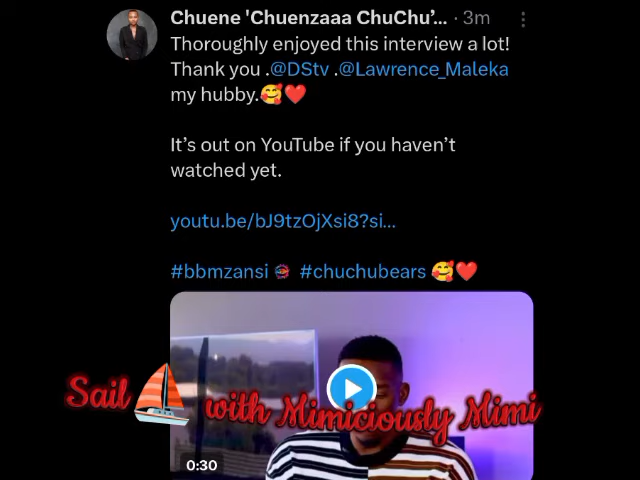 Chuene 'Chuenzaaa ChuChu’... · 3m
Thoroughly enjoyed this interview a lot!
Thank you .@DStv .@Lawrence_Maleka
my hubby.🥰❤️
It’s out on YouTube if you haven’t
watched yet.
youtu.be/bJ9tzOjXsi8?si...
#bbmzansi #chuchubears 🥰❤️
Sail with Mimiciously Mimi
0:30